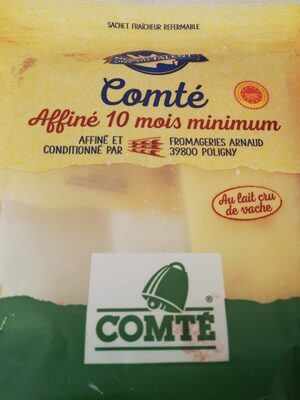 SACHET FRAÎCHEUR REFERMABLE
Comté
Affiné 10 mois minimum
AFFINÉ ET
CONDITIONNÉ PAR
FROMAGERIES ARNAUD
39800 POLIGNY
Au lait cru
de vache
COMTÉ
®